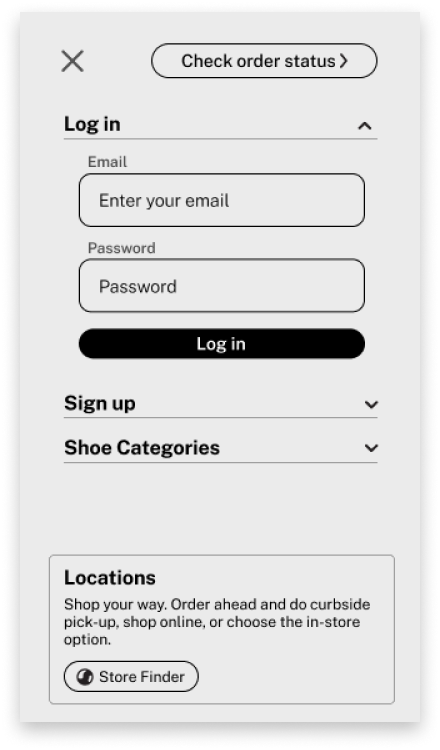 Check order status
Log in
Email
Enter your email
Password
Password
Log in
Sign up
Shoe Categories
Locations
Shop your way. Order ahead and do curbside
pick-up, shop online, or choose the in-store
option.
Store Finder